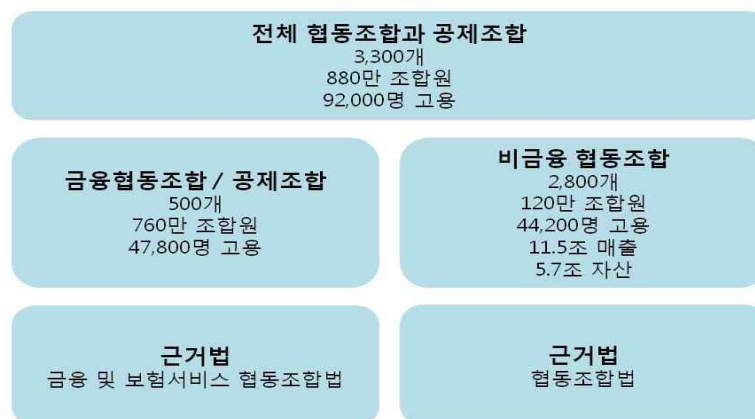 전체 협동조합과 공제조합
3,300개
880만 조합원
92,000명 고용
금융협동조합 / 공제조합
500개
760만 조합원
47,800명 고용
비금융 협동조합
2,800개
120만 조합원
44,200명 고용
11.5조 매출
5.7조 자산
근거법
금융 및 보험서비스 협동조합법
근거법
협동조합법